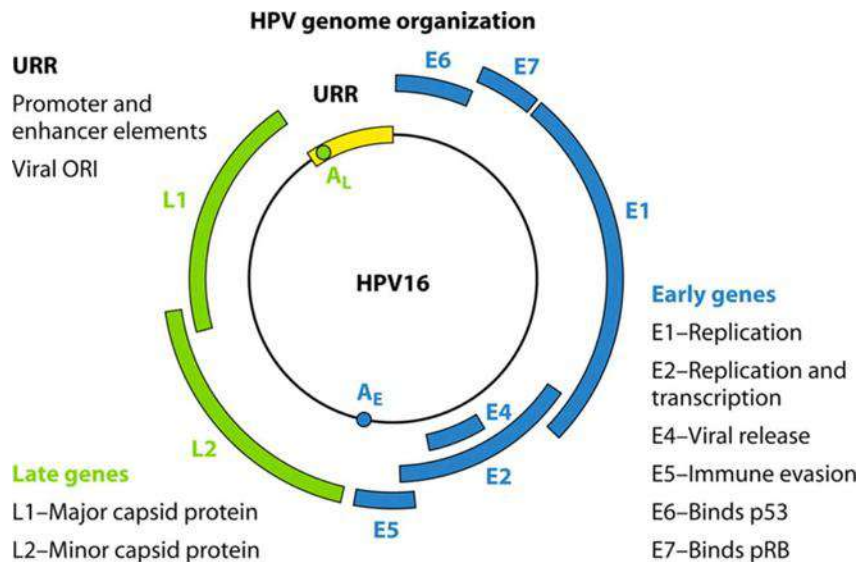 HPV genome organization
URR
Promoter and
enhancer elements
Viral ORI
URR
E6
E7
A_L
L1
E1
HPV16
A_E
E4
L2
E2
E5
Late genes
L1–Major capsid protein
L2–Minor capsid protein
Early genes
E1–Replication
E2–Replication and
transcription
E4–Viral release
E5–Immune evasion
E6–Binds p53
E7–Binds pRB